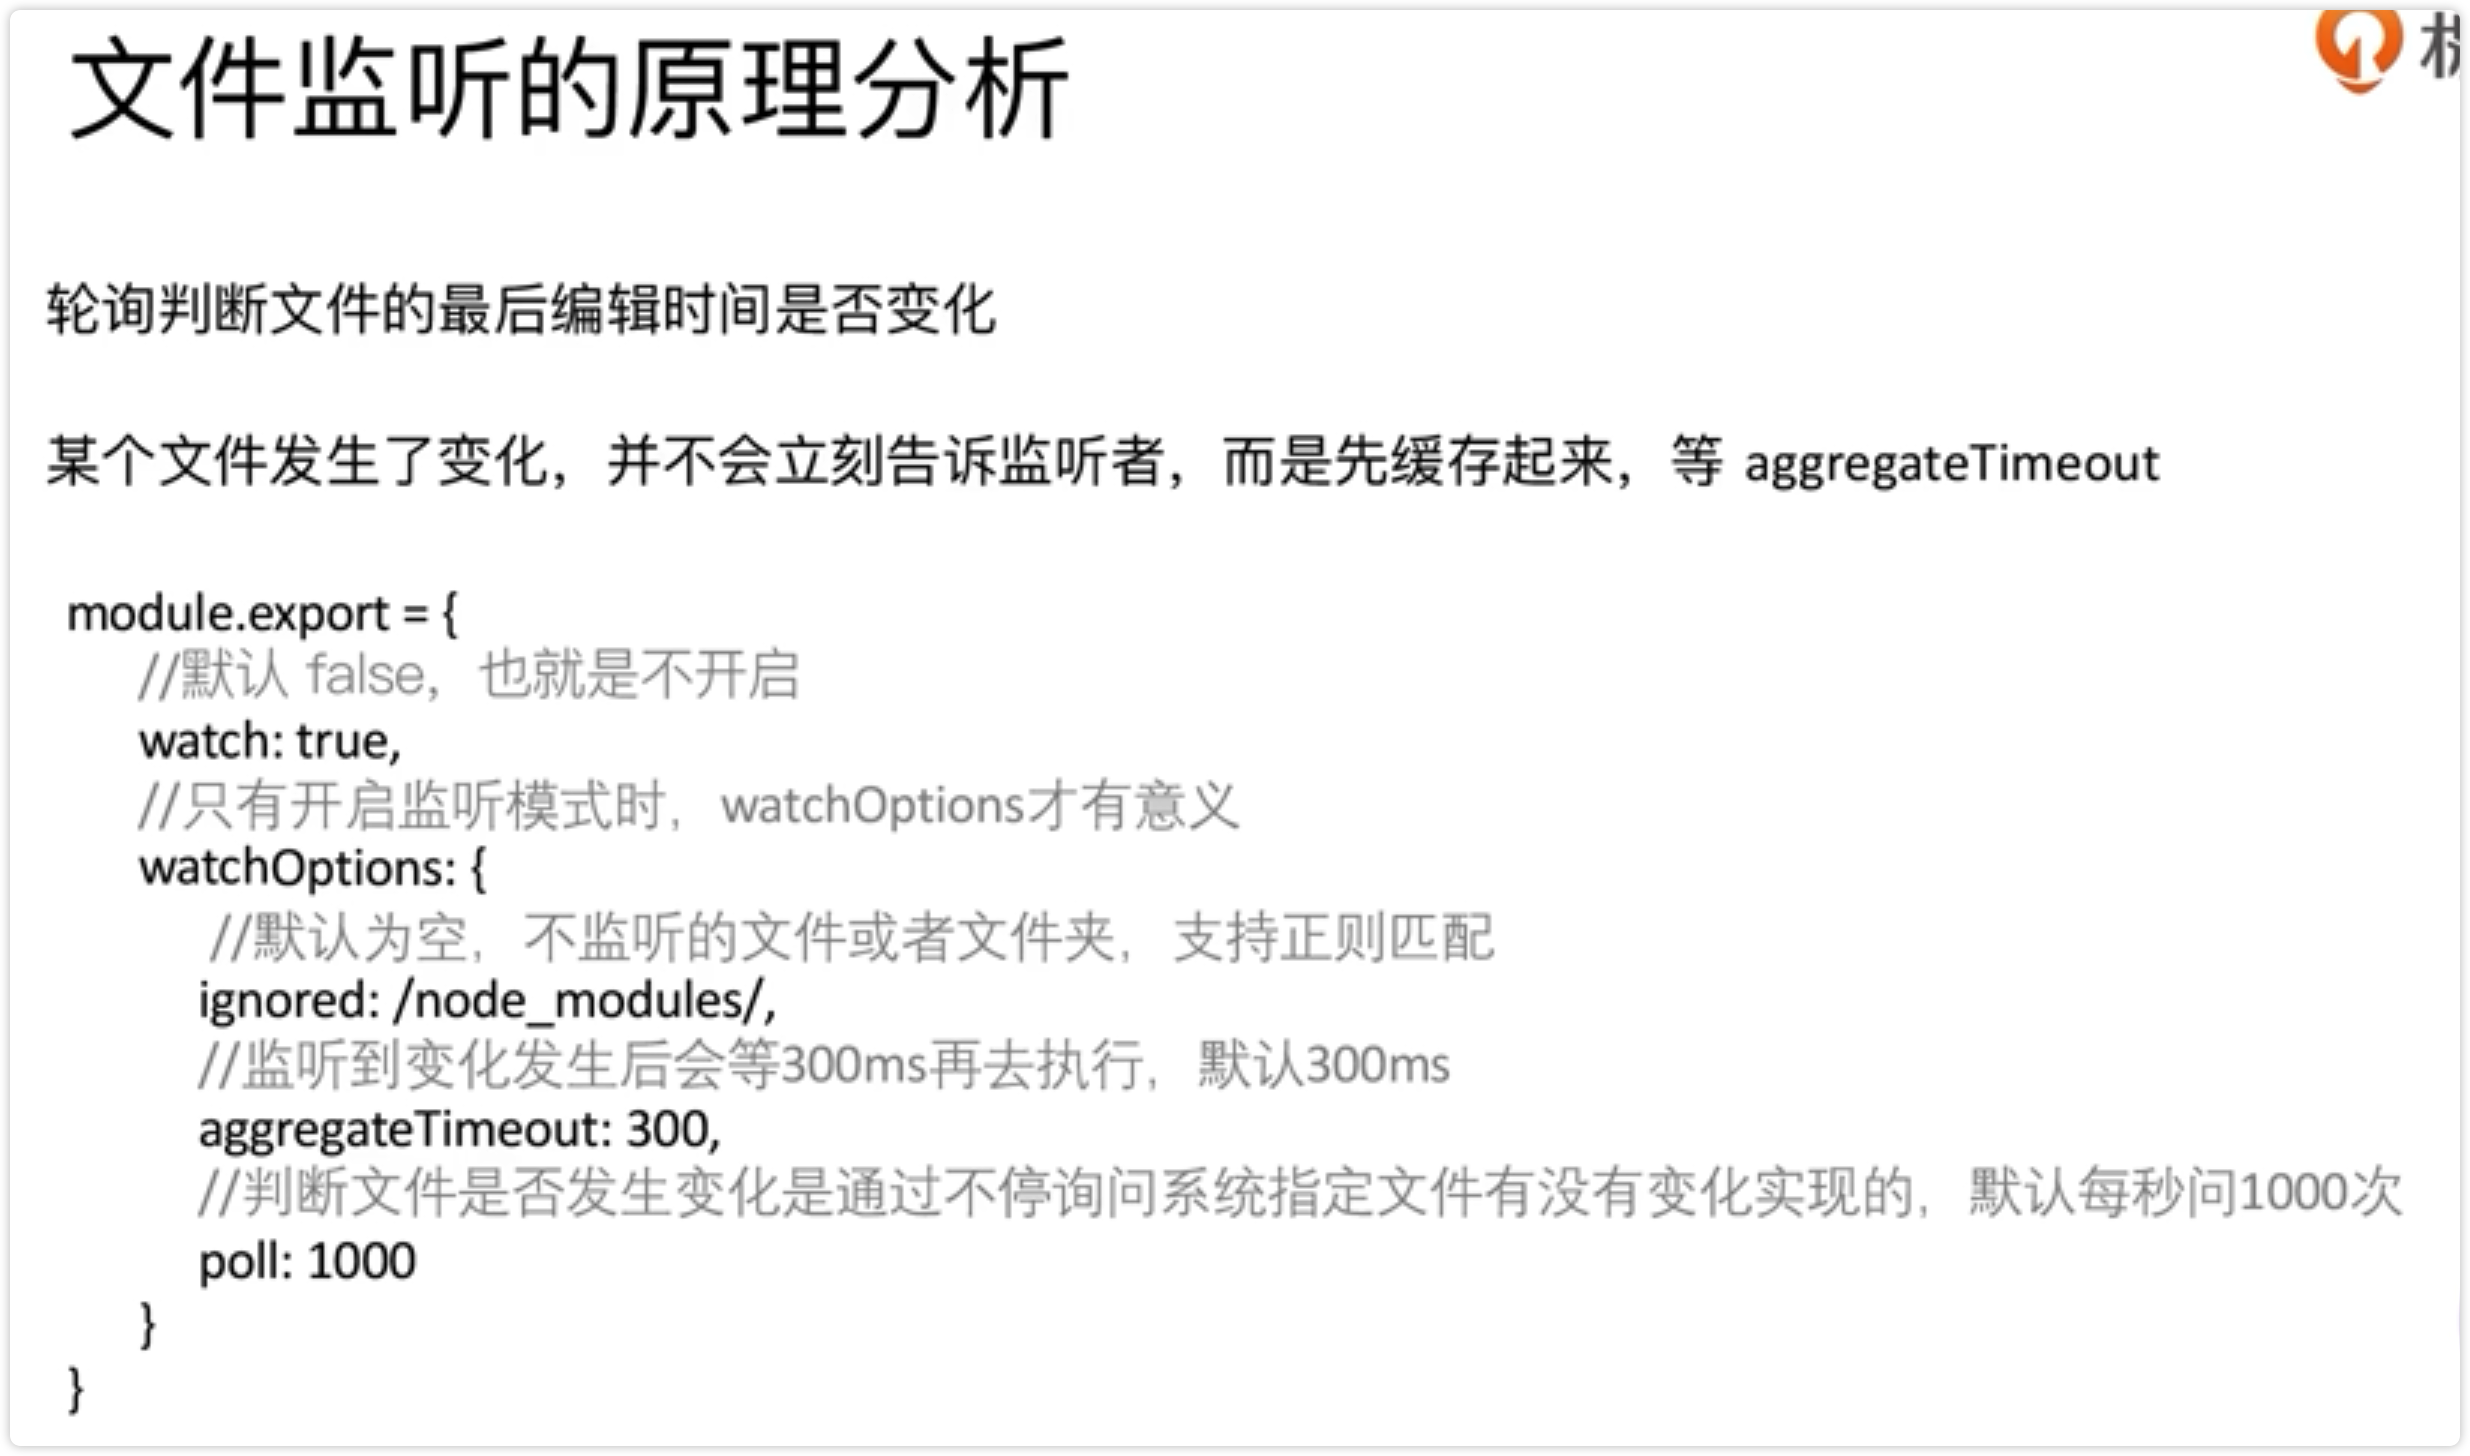 文件监听的原理分析
轮询判断文件的最后编辑时间是否变化
某个文件发生了变化，并不会立刻告诉监听者，而是先缓存起来，等 aggregateTimeout
module.export = {
//默认 false，也就是不开启
watch: true,
//只有开启监听模式时，watchOptions才有意义
watchOptions: {
//默认为空，不监听的文件或者文件夹，支持正则匹配
ignored: /node_modules/,
//监听到变化发生后会等300ms再去执行，默认300ms
aggregateTimeout: 300,
//判断文件是否发生变化是通过不停询问系统指定文件有没有变化实现的，默认每秒问1000次
poll: 1000
}
}